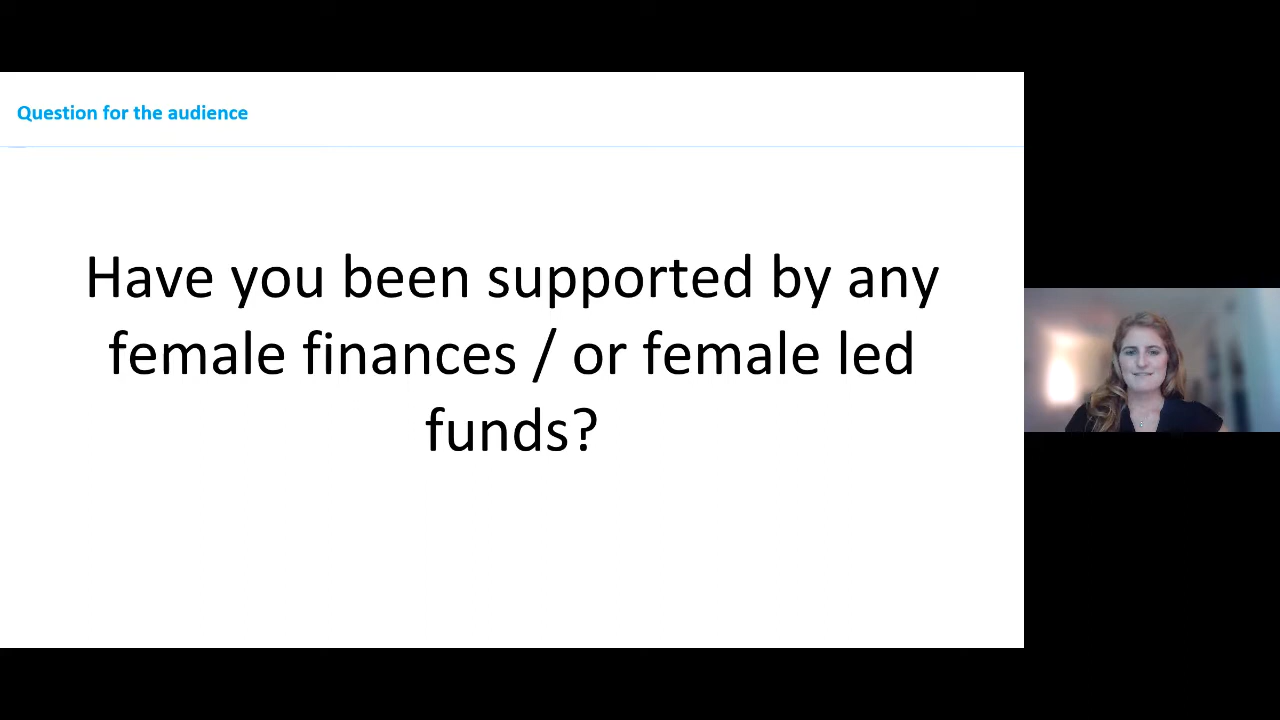 Question for the audience
Have you been supported by any
female finances / or female led
funds?